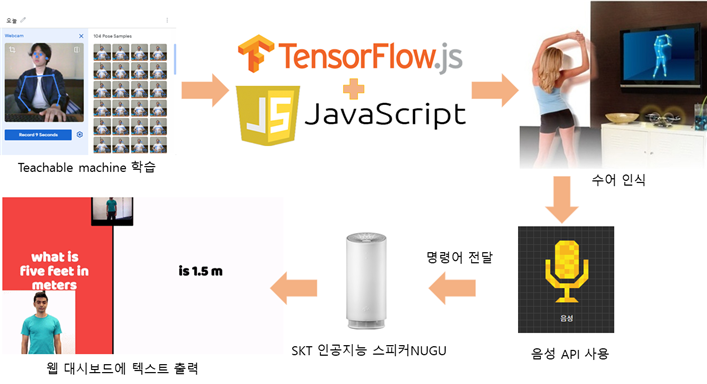 오늘
Webcam
104 Pose Samples
Record 9 Seconds
Teachable machine 학습
TensorFlow.js
JS
JavaScript
수어 인식
음성
음성 API 사용
명령어 전달
SKT 인공지능 스피커NUGU
what is
five feet in
meters
is 1.5 m
웹 대시보드에 텍스트 출력